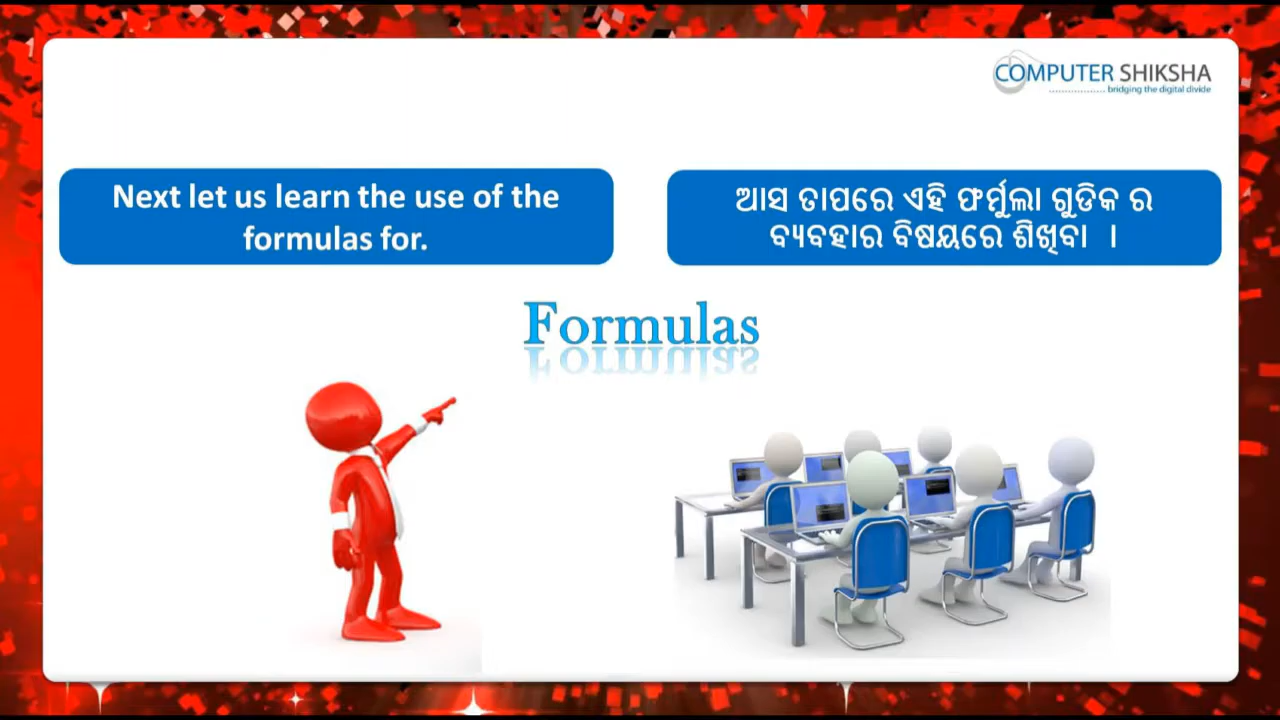 COMPUTER SHIKSHA
bridging the digital divide
Next let us learn the use of the
formulas for.
ଆସ ତାପରେ ଏହି ଫର୍ମୁଲା ଗୁଡିକ ର
ବ୍ୟବହାର ବିଷୟରେ ଶିଖିବା ।
Formulas